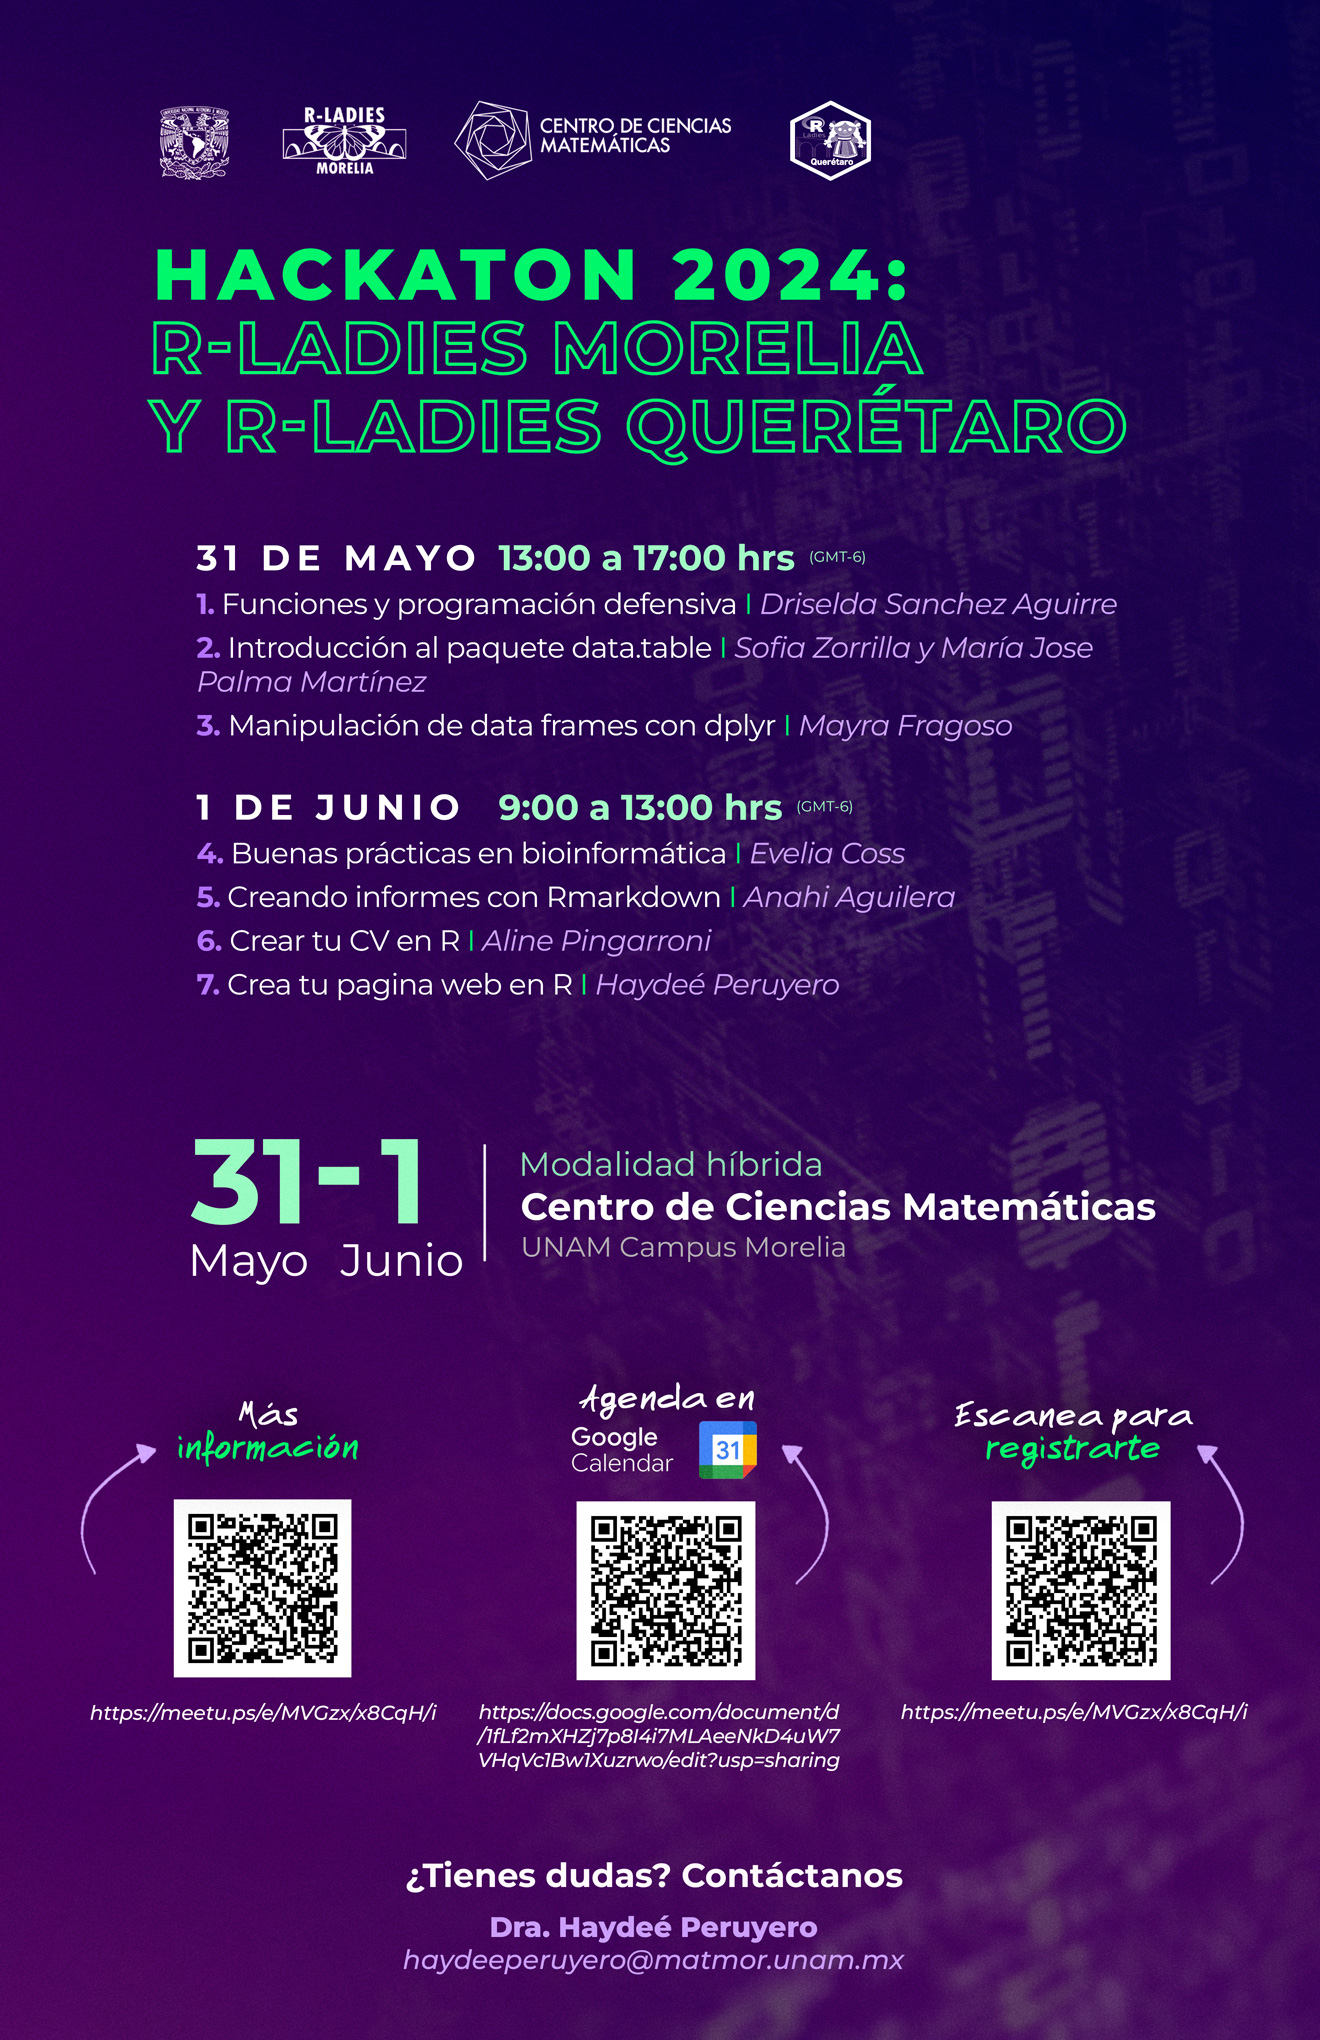 R-LADIES
MORELIA
CENTRO DE CIENCIAS
MATEMÁTICAS
R
Ladies
Querétaro
HACKATON 2024:
R-LADIES MORELIA
Y R-LADIES QUERÉTARO
31 DE MAYO 13:00 a 17:00 hrs (GMT-6)
1. Funciones y programación defensiva | Driselda Sanchez Aguirre
2. Introducción al paquete data.table | Sofia Zorrilla y María Jose
Palma Martínez
3. Manipulación de data frames con dplyr | Mayra Fragoso
1 DE JUNIO 9:00 a 13:00 hrs (GMT-6)
4. Buenas prácticas en bioinformática | Evelia Coss
5. Creando informes con Rmarkdown | Anahi Aguilera
6. Crear tu CV en R | Aline Pingarroni
7. Crea tu pagina web en R | Haydeé Peruyero
31-1
Mayo Junio
Modalidad híbrida
Centro de Ciencias Matemáticas
UNAM Campus Morelia
Más
información
https://meetu.ps/e/MVGzx/x8CqH/i
Agenda en
Google
Calendar
31
https://docs.google.com/document/d
/1fLf2mXHZj7p8I4i7MLAeeNkD4uW7
VHqVc1Bw1Xuzrwo/edit?usp=sharing
Escanea para
registrarte
https://meetu.ps/e/MVGzx/x8CqH/i
¿Tienes dudas? Contáctanos
Dra. Haydeé Peruyero
haydeeperuyero@matmor.unam.mx